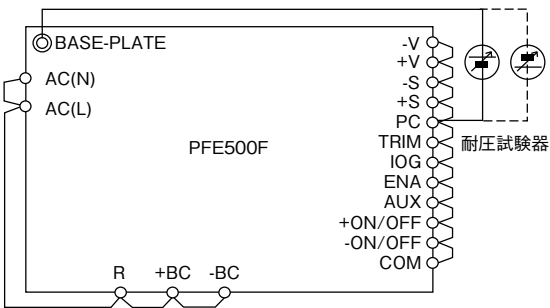 BASE-PLATE
AC(N)
AC(L)
PFE500F
-V
+V
-S
+S
PC
TRIM
IOG
ENA
AUX
+ON/OFF
-ON/OFF
COM
耐圧試験器
R +BC -BC